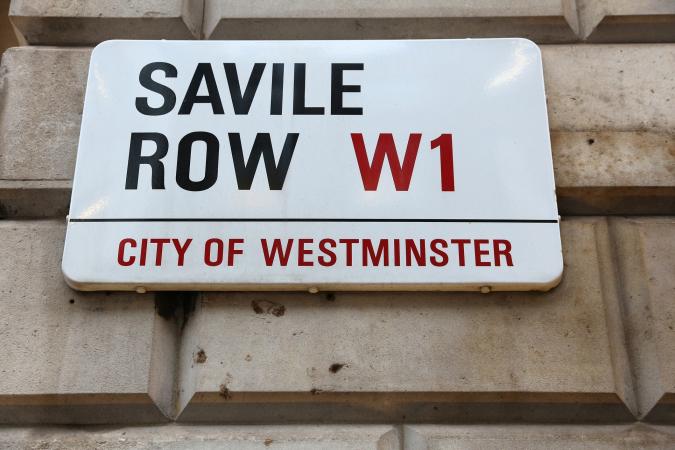 SAVILE
ROW W1
CITY OF WESTMINSTER